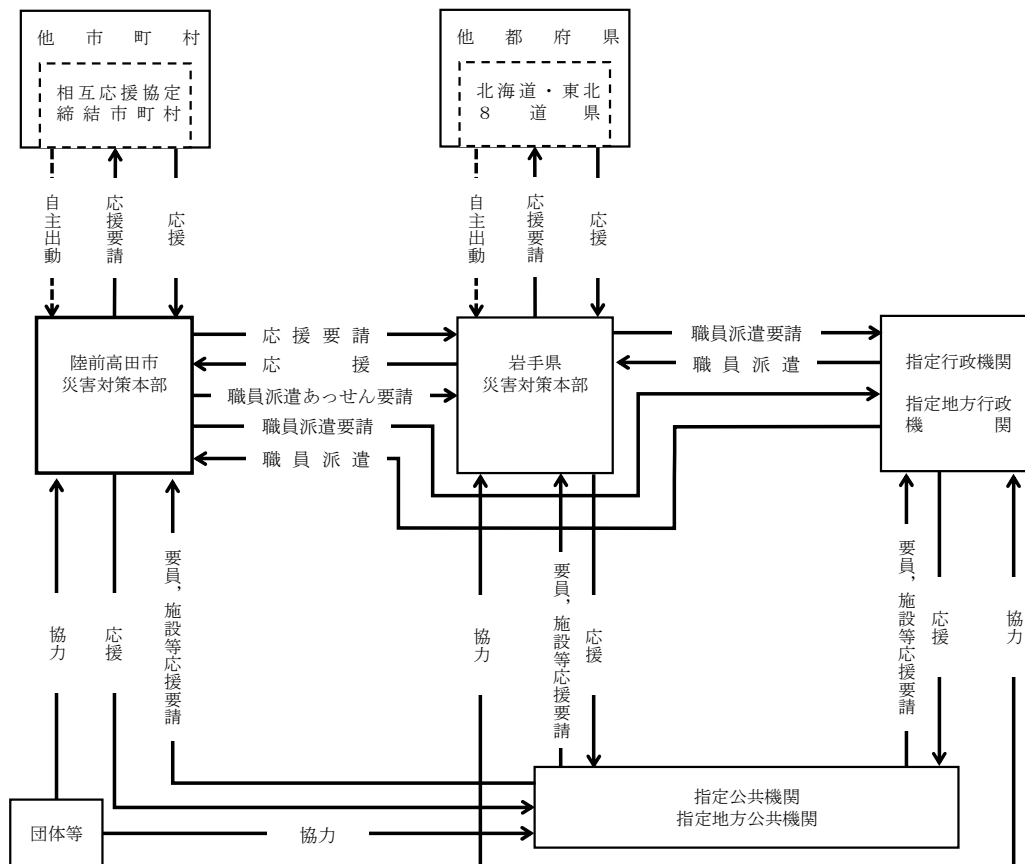 他市町村
相互応援協定
締結市町村
他都府県
北海道・東北
8道県
自主出動
応援要請
応援
自主出動
応援要請
応援
陸前高田市
災害対策本部
応援要請
応援
職員派遣あっせん要請
職員派遣要請
職員派遣
岩手県
災害対策本部
職員派遣要請
職員派遣
指定行政機関
指定地方行政
機関
協力
応援
要員，施設等応援要請
協力
要員，施設等応援要請
応援
要員，施設等応援要請
応援
協力
団体等
協力
指定公共機関
指定地方公共機関